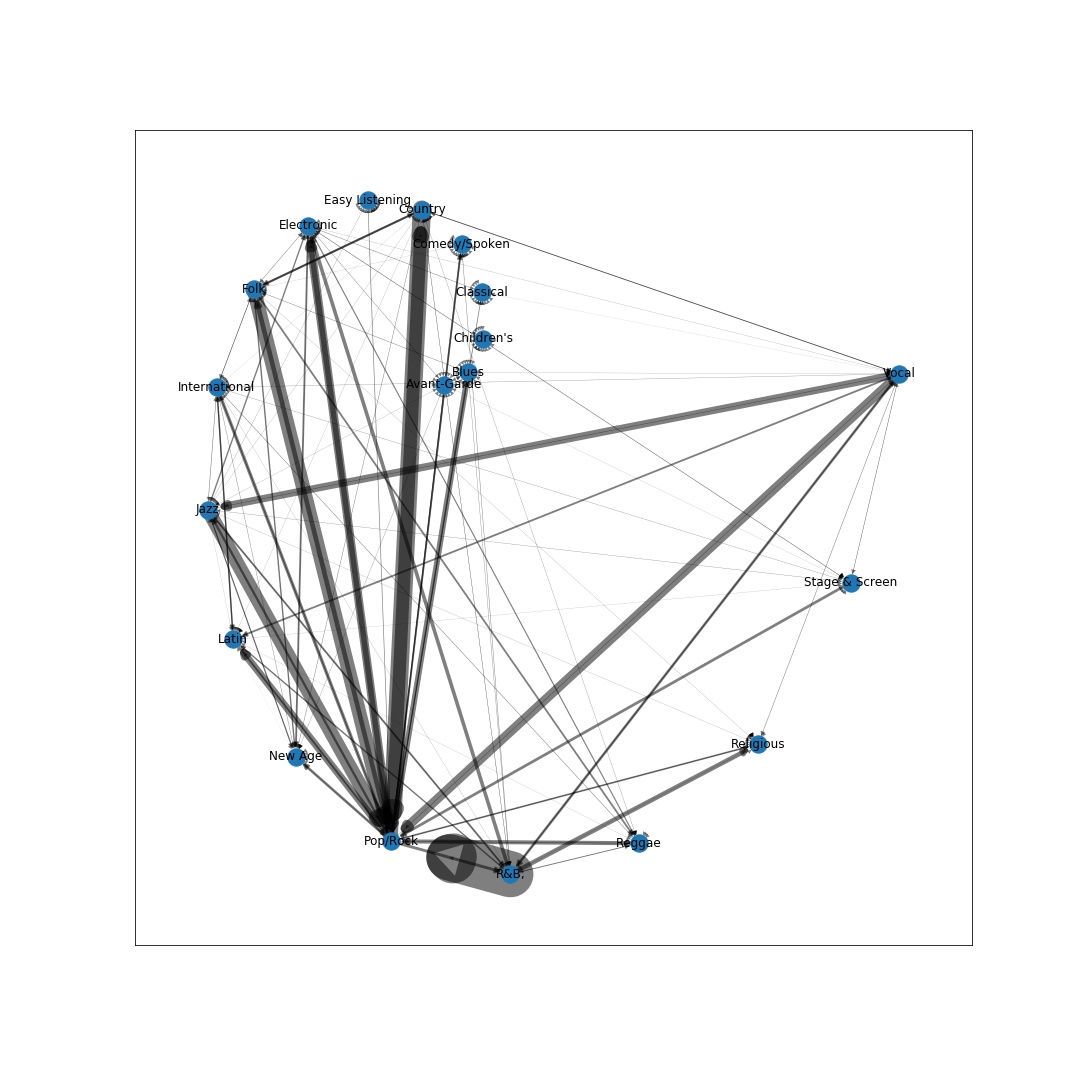 Easy Listening
Country
Electronic
Comedy/Spoken
Folk
Classical
Children's
Blues
Vocal
Avant-Garde
International
Jazz
Stage & Screen
Latin
Religious
New Age
Pop/Rock
Reggae
R&B;